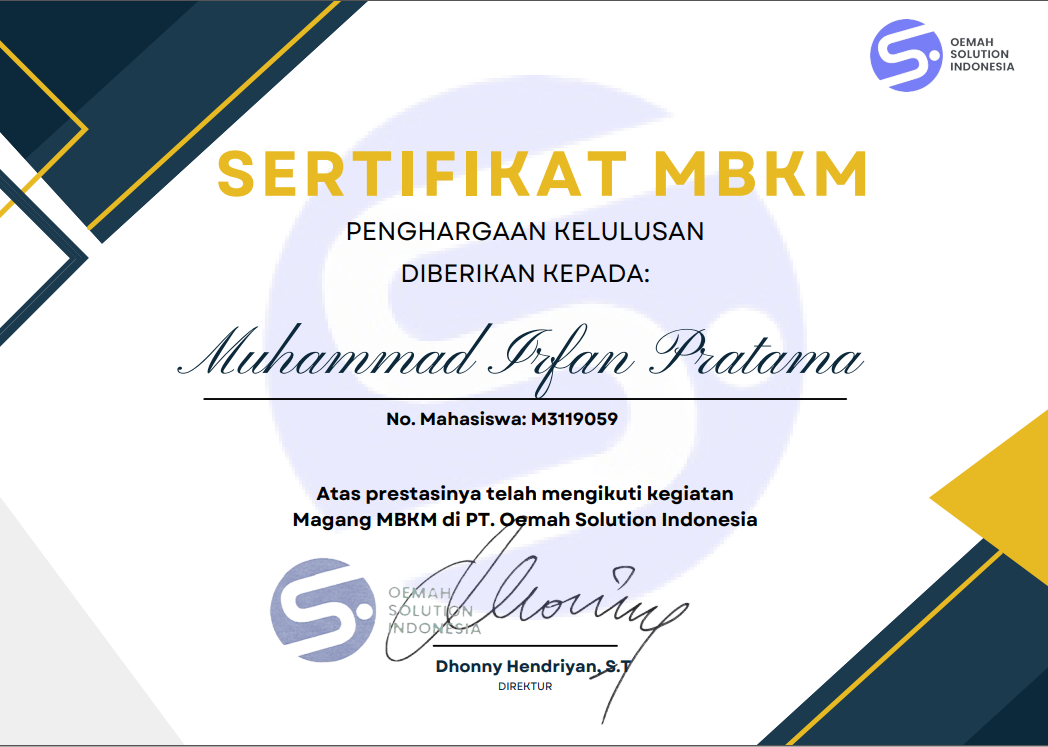 OEMAH
SOLUTION
INDONESIA
SERTIFIKAT MBKM
PENGHARGAAN KELULUSAN
DIBERIKAN KEPADA:
Muhammad Irfan Pratama
No. Mahasiswa: M3119059
Atas prestasinya telah mengikuti kegiatan
Magang MBKM di PT. Oemah Solution Indonesia
OEMAH
SOLUTION
INDONESIA
Dhonny Hendriyan, S.T
DIREKTUR